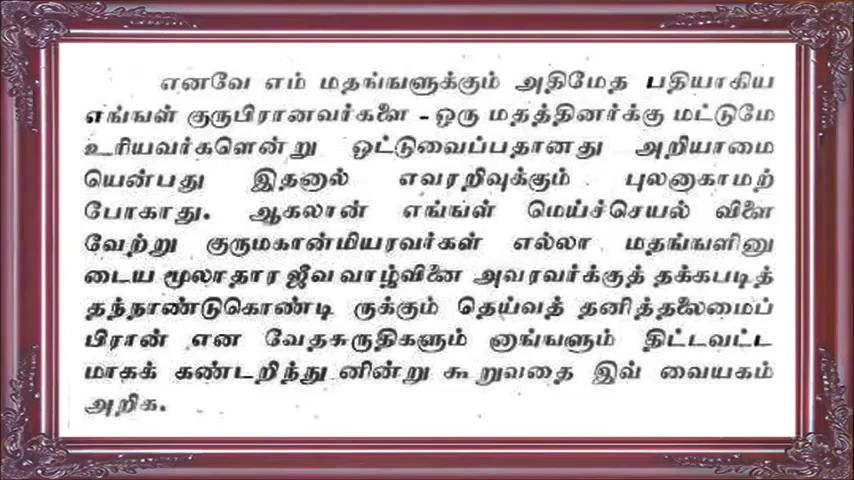 எனவே எம் மதங்களுக்கும் அதிமேத பதியாகிய
எங்கள் குருபிரானவர்களை - ஒரு மதத்தினர்க்கு மட்டுமே
உரியவர்களென்று ஒட்டுவைப்பதானது அறியாமை
யென்பது இதனால் எவரறிவுக்கும் புலனாகாமற்
போகாது. ஆகலான் எங்கள் மெய்ச்செயல் விளை
வேற்று குருமகான்மியரவர்கள் எல்லா மதங்களினு
டைய மூலாதார ஜீவ வாழ்வினை அவரவர்க்குத் தக்கபடித்
தந்நாண்டுகொண்டி ருக்கும் தெய்வத் தனித்தலைமைப்
பிரான் என வேதசுருதிகளும் னாங்களும் திட்டவட்ட
மாகக் கண்டறிந்து னின்று கூறுவதை இவ் வையகம்
அறிக.